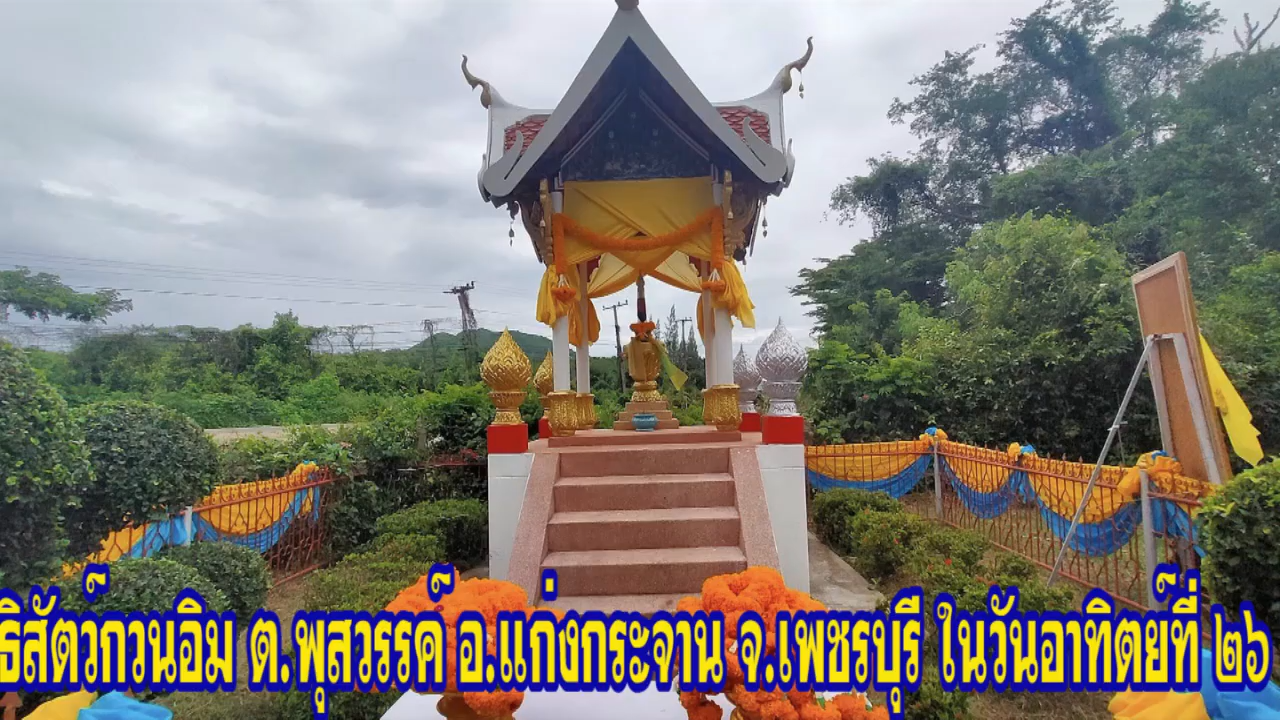 ธิสัตว์กวนอิม ต.พุสวรรค์ อ.แก่งกระจาน จ.เพชรบุรี ในวันอาทิตย์ที่ ๒๖